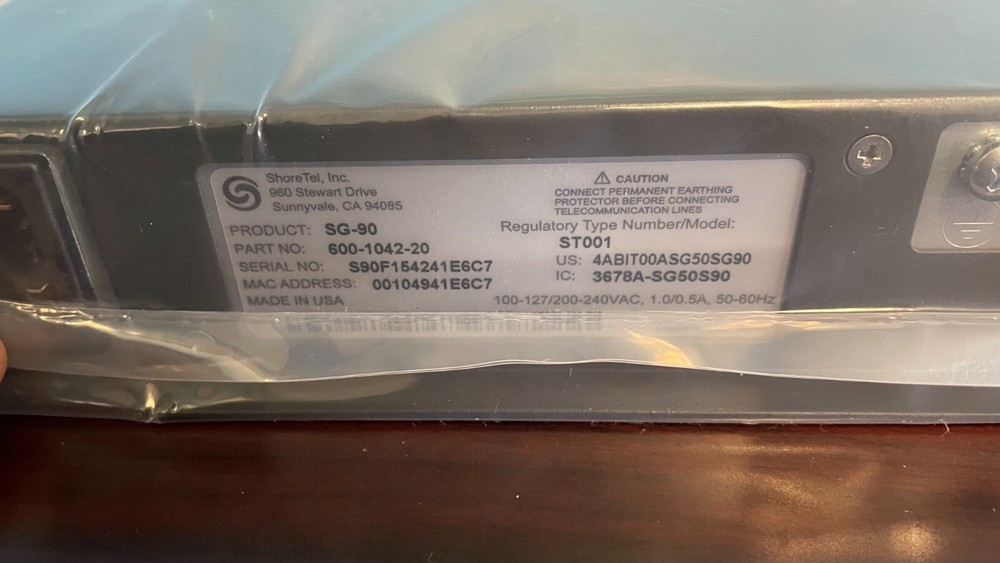 ShoreTel, Inc.
960 Stewart Drive
Sunnyvale, CA 94085
PRODUCT: SG-90
PART NO: 600-1042-20
SERIAL NO: S90F154241E6C7
MAC ADDRESS: 00104941E6C7
MADE IN USA
CAUTION
CONNECT PERMANENT EARTHING
PROTECTOR BEFORE CONNECTING
TELECOMMUNICATION LINES
Regulatory Type Number/Model:
ST001
US: 4ABIT00ASG50SG90
IC: 3678A-SG50S90
100-127/200-240VAC, 1.0/0.5A, 50-60Hz